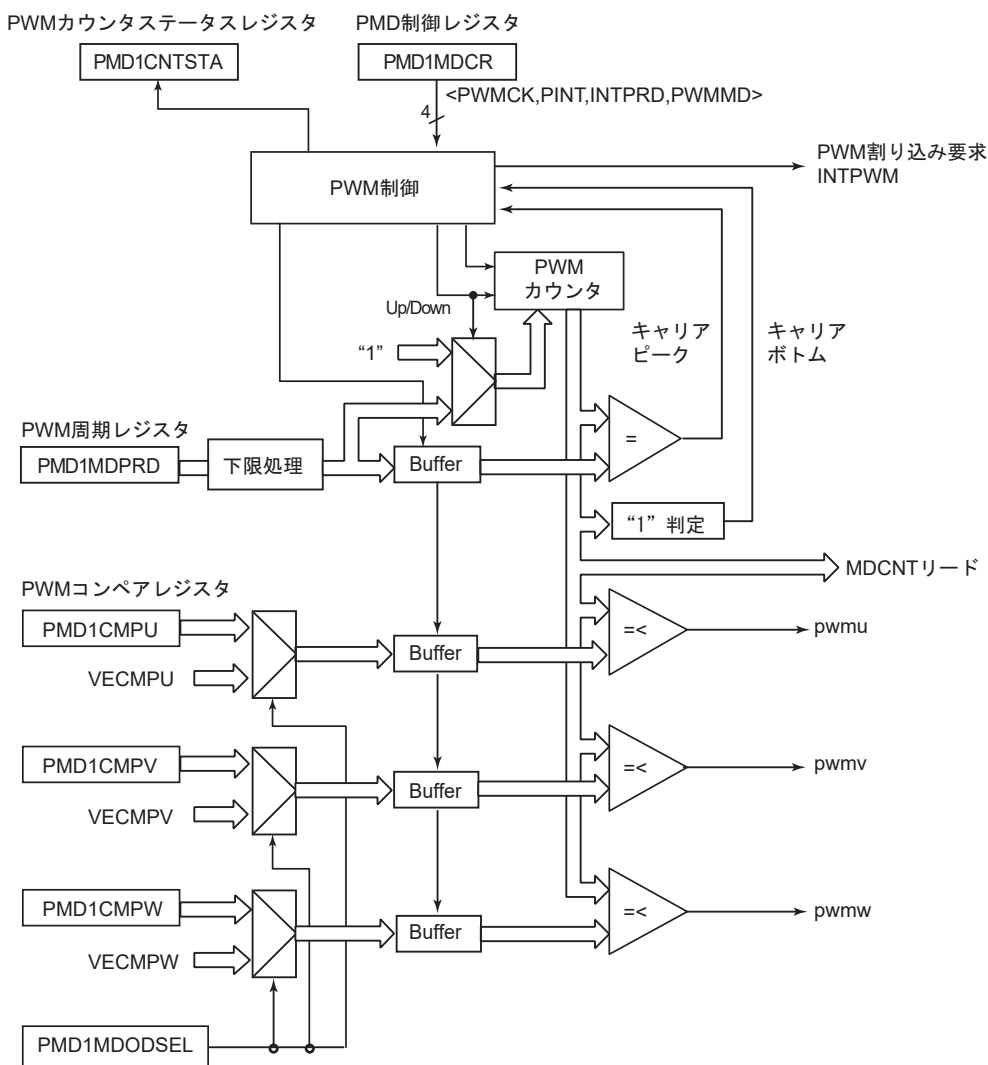 PWMカウンタステータスレジスタ
PMD制御レジスタ
PMD1CNTSTA
PMD1MDCR
<PWMCK,PINT,INTPRD,PWMMD>
4
PWM制御
PWM割り込み要求
INTPWM
PWM
カウンタ
Up/Down
キャリア
ピーク
キャリア
ボトム
“1”
PWM周期レジスタ
PMD1MDPRD
下限処理
Buffer
=
“1” 判定
MDCNTリード
PWMコンペアレジスタ
PMD1CMPU
VECMPU
Buffer
=<
pwmu
PMD1CMPV
VECMPV
Buffer
=<
pwmv
PMD1CMPW
VECMPW
Buffer
=<
pwmw
PMD1MDODSEL